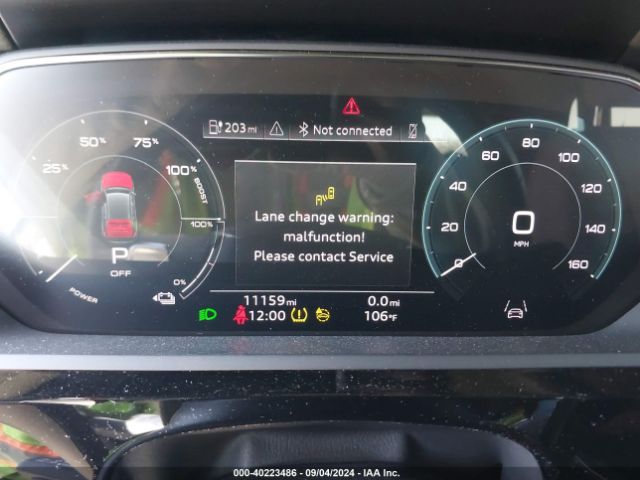 203 mi
Not connected
50%
75%
25%
100%
BOOST
100%
P
OFF
POWER
0%
Lane change warning:
malfunction!
Please contact Service
80
60
100
40
120
20
140
0
160
0
MPH
11159 mi
0.0 mi
12:00
106°F
000-40223486 - 09/04/2024 - IAA Inc.